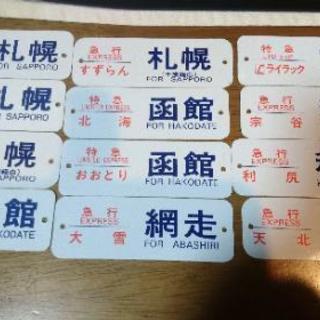 札幌
FOR SAPPORO
急行
EXPRESS
すずらん
札幌
FOR SAPPORO
特急
ライラック
札幌
FOR SAPPORO
特急
北海
函館
FOR HAKODATE
急行
EXPRESS
宗谷
幌
SAPPORO
特急
おおとり
函館
FOR HAKODATE
急行
EXPRESS
利尻
館
HAKODATE
急行
EXPRESS
大雪
網走
FOR ABASHIRI
急行
EXPRESS
天北